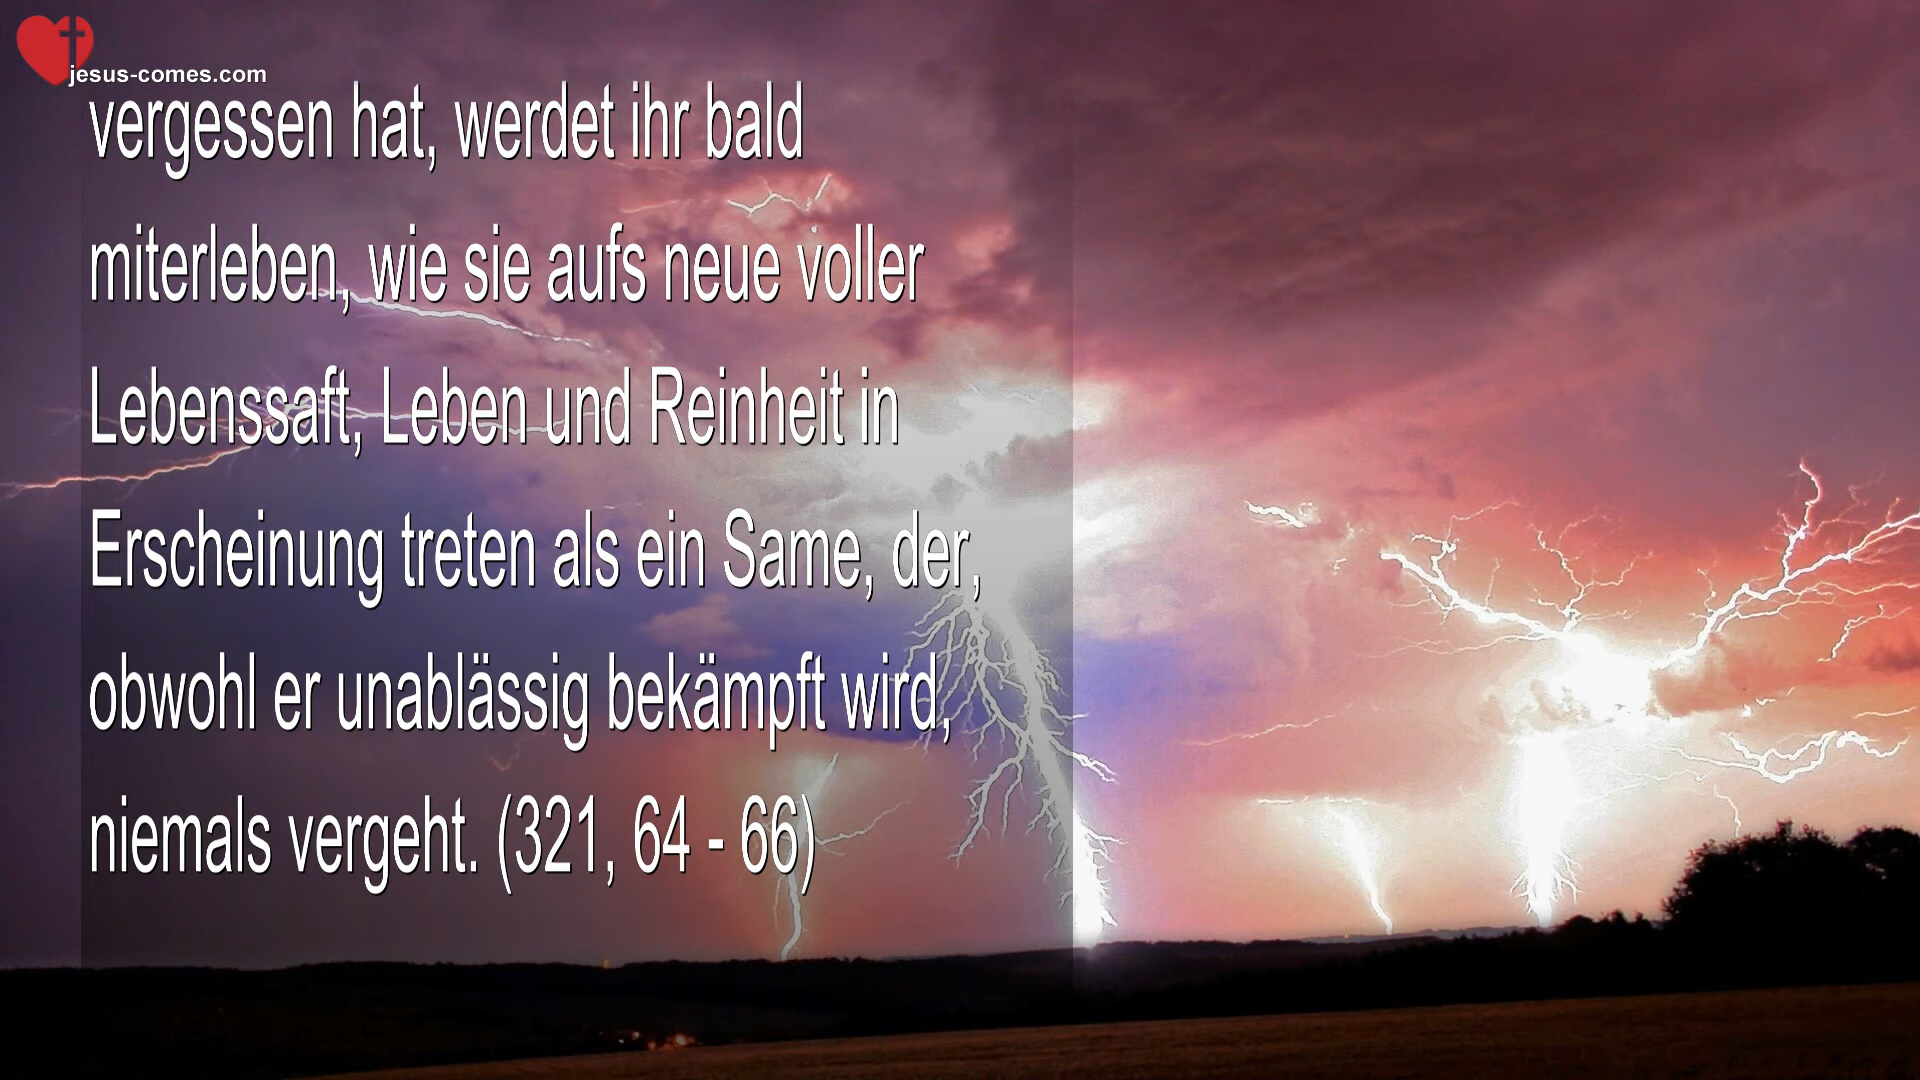 jesus-comes.com
vergessen hat, werdet ihr bald
miterleben, wie sie aufs neue voller
Lebenssaft, Leben und Reinheit in
Erscheinung treten als ein Same, der,
obwohl er unablässig bekämpft wird,
niemals vergeht. (321, 64 - 66)